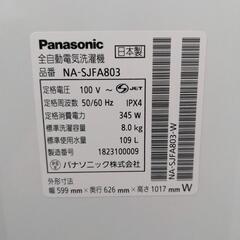 Panasonic
日本製
全自動電気洗濯機
品番 NA-SJFA803
定格電圧 100 V～ JET
定格周波数 50/60 Hz IPX4
定格消費電力 345 W
標準洗濯容量 8.0 kg
標準使用水量 109 L
製造番号 1823100009
パナソニック株式会社
外形寸法
幅 599 mm×奥行 626 mm×高さ 1017 mm W
NA-SJFA803-W